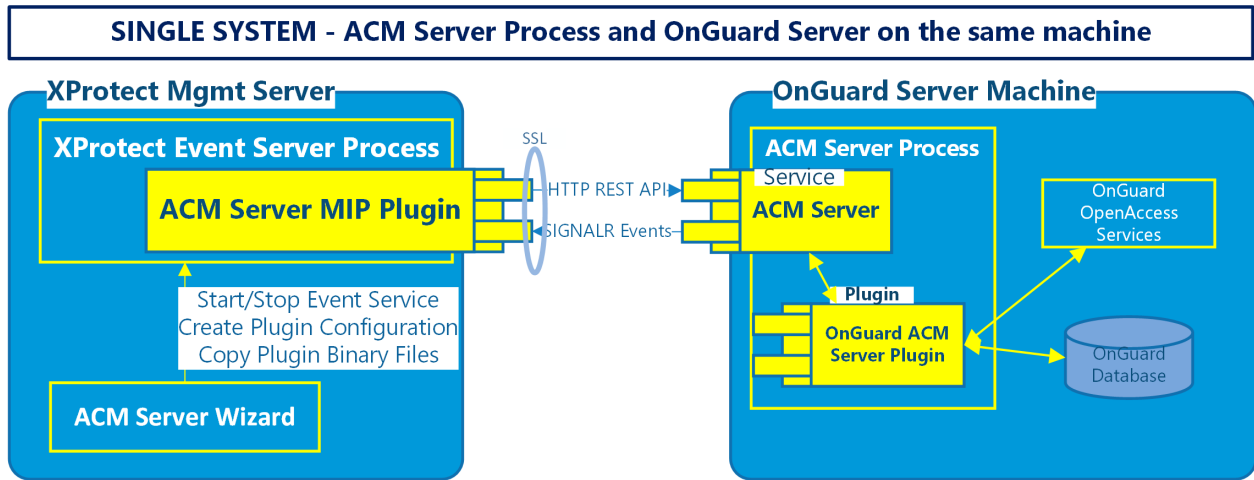 SINGLE SYSTEM - ACM Server Process and OnGuard Server on the same machine
XProtect Mgmt Server
XProtect Event Server Process
ACM Server MIP Plugin
Start/Stop Event Service
Create Plugin Configuration
Copy Plugin Binary Files
ACM Server Wizard
SSL
HTTP REST API
SIGNALR Events
OnGuard Server Machine
ACM Server Process
Service
ACM Server
Plugin
OnGuard ACM
Server Plugin
OnGuard
OpenAccess
Services
OnGuard
Database